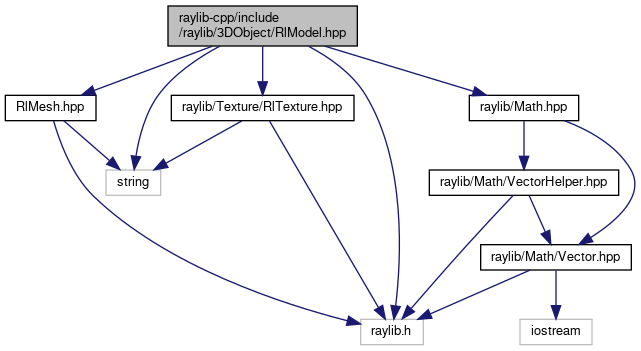 raylib-cpp/include
/raylib/3DObject/RlModel.hpp
RlMesh.hpp
raylib/Texture/RlTexture.hpp
raylib/Math.hpp
string
raylib/Math/VectorHelper.hpp
raylib/Math/Vector.hpp
raylib.h
iostream